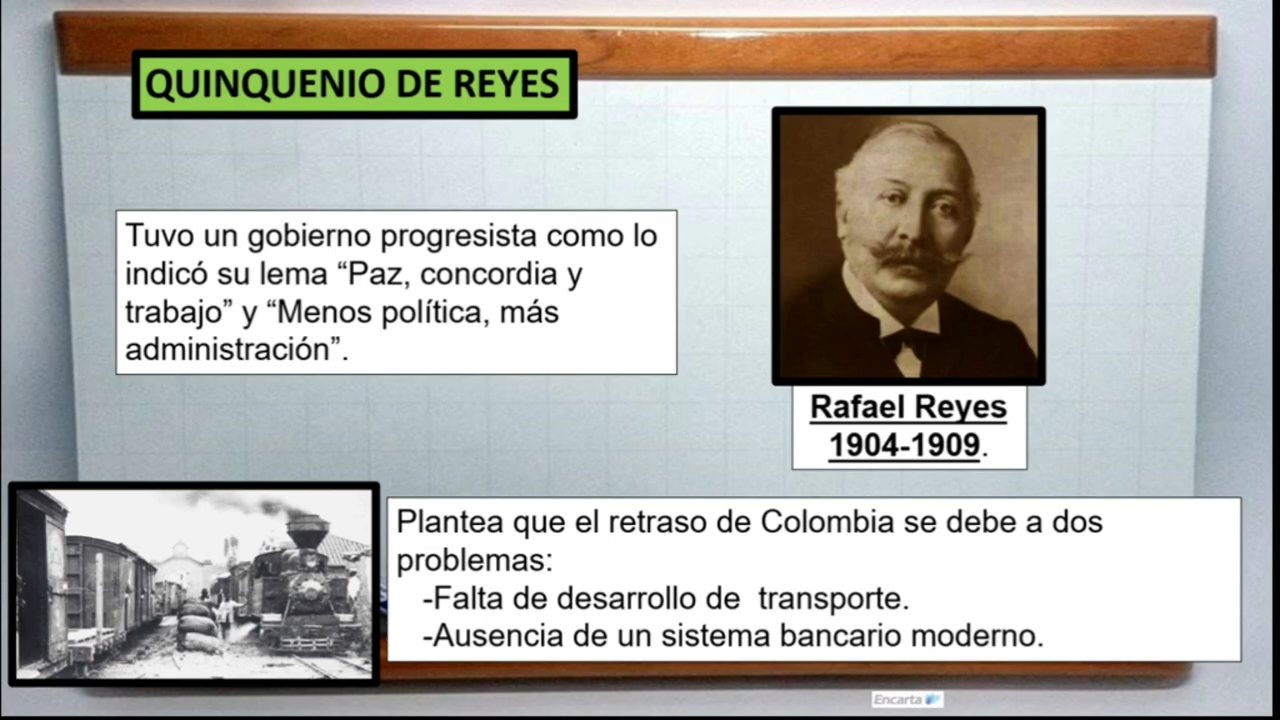 QUINQUENIO DE REYES
Tuvo un gobierno progresista como lo
indicó su lema “Paz, concordia y
trabajo” y “Menos política, más
administración”.
Rafael Reyes
1904-1909.
Plantea que el retraso de Colombia se debe a dos
problemas:
-Falta de desarrollo de  transporte.
-Ausencia de un sistema bancario moderno.
Encarta